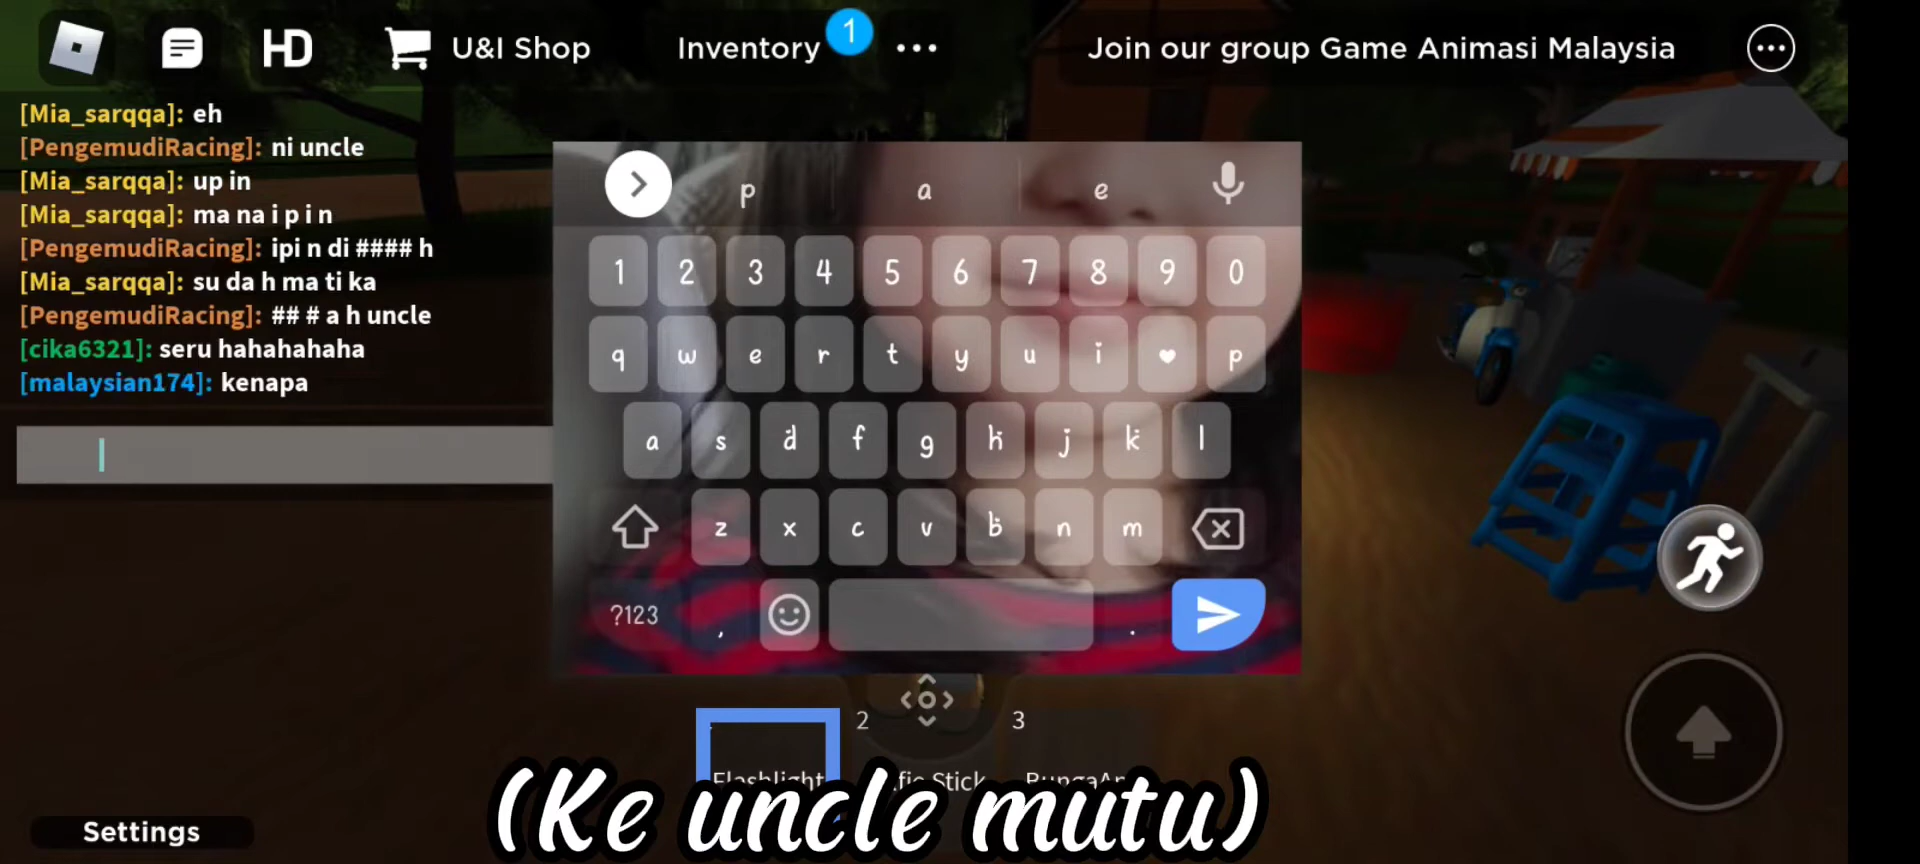 HD
U&I Shop
Inventory
1
Join our group Game Animasi Malaysia
[Mia_sarqqa]: eh
[PengemudiRacing]: ni uncle
[Mia_sarqqa]: up in
[Mia_sarqqa]: ma na i p i n
[PengemudiRacing]: ipi n di #### h
[Mia_sarqqa]: su da h ma ti ka
[PengemudiRacing]: ## # a h uncle
[cika6321]: seru hahahahaha
[malaysian174]: kenapa
p a e
1 2 3 4 5 6 7 8 9 0
q w e r t y u i ♥ p
a s d f g h j k l
z x c v b n m
?123 , .
2 3
Flashlight Stick
(Ke uncle mutu)
Settings